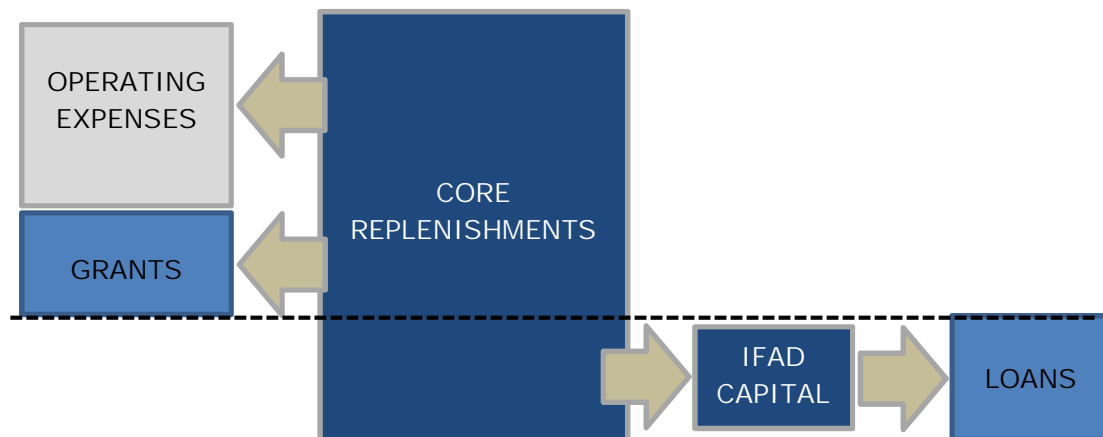 OPERATING
EXPENSES
CORE
REPLENISHMENTS
GRANTS
IFAD
CAPITAL
LOANS